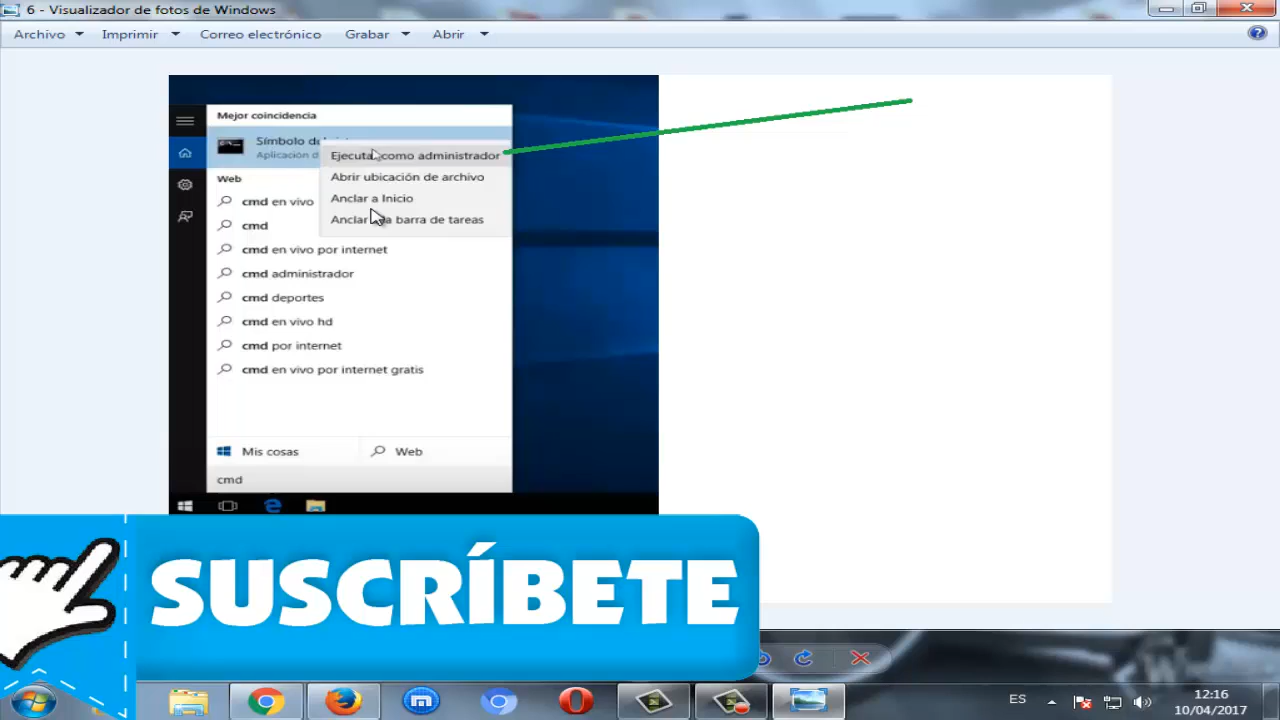 6 - Visualizador de fotos de Windows
Archivo Imprimir Correo electrónico Grabar Abrir
Mejor coincidencia
Símbolo
Aplicación
Ejecutar como administrador
Abrir ubicación de archivo
Anclar a Inicio
Anclar a barra de tareas
Web
cmd en vivo
cmd
cmd en vivo por internet
cmd administrador
cmd deportes
cmd en vivo hd
cmd por internet
cmd en vivo por internet gratis
Mis cosas Web
cmd
SUSCRÍBETE
ES
12:16
10/04/2017